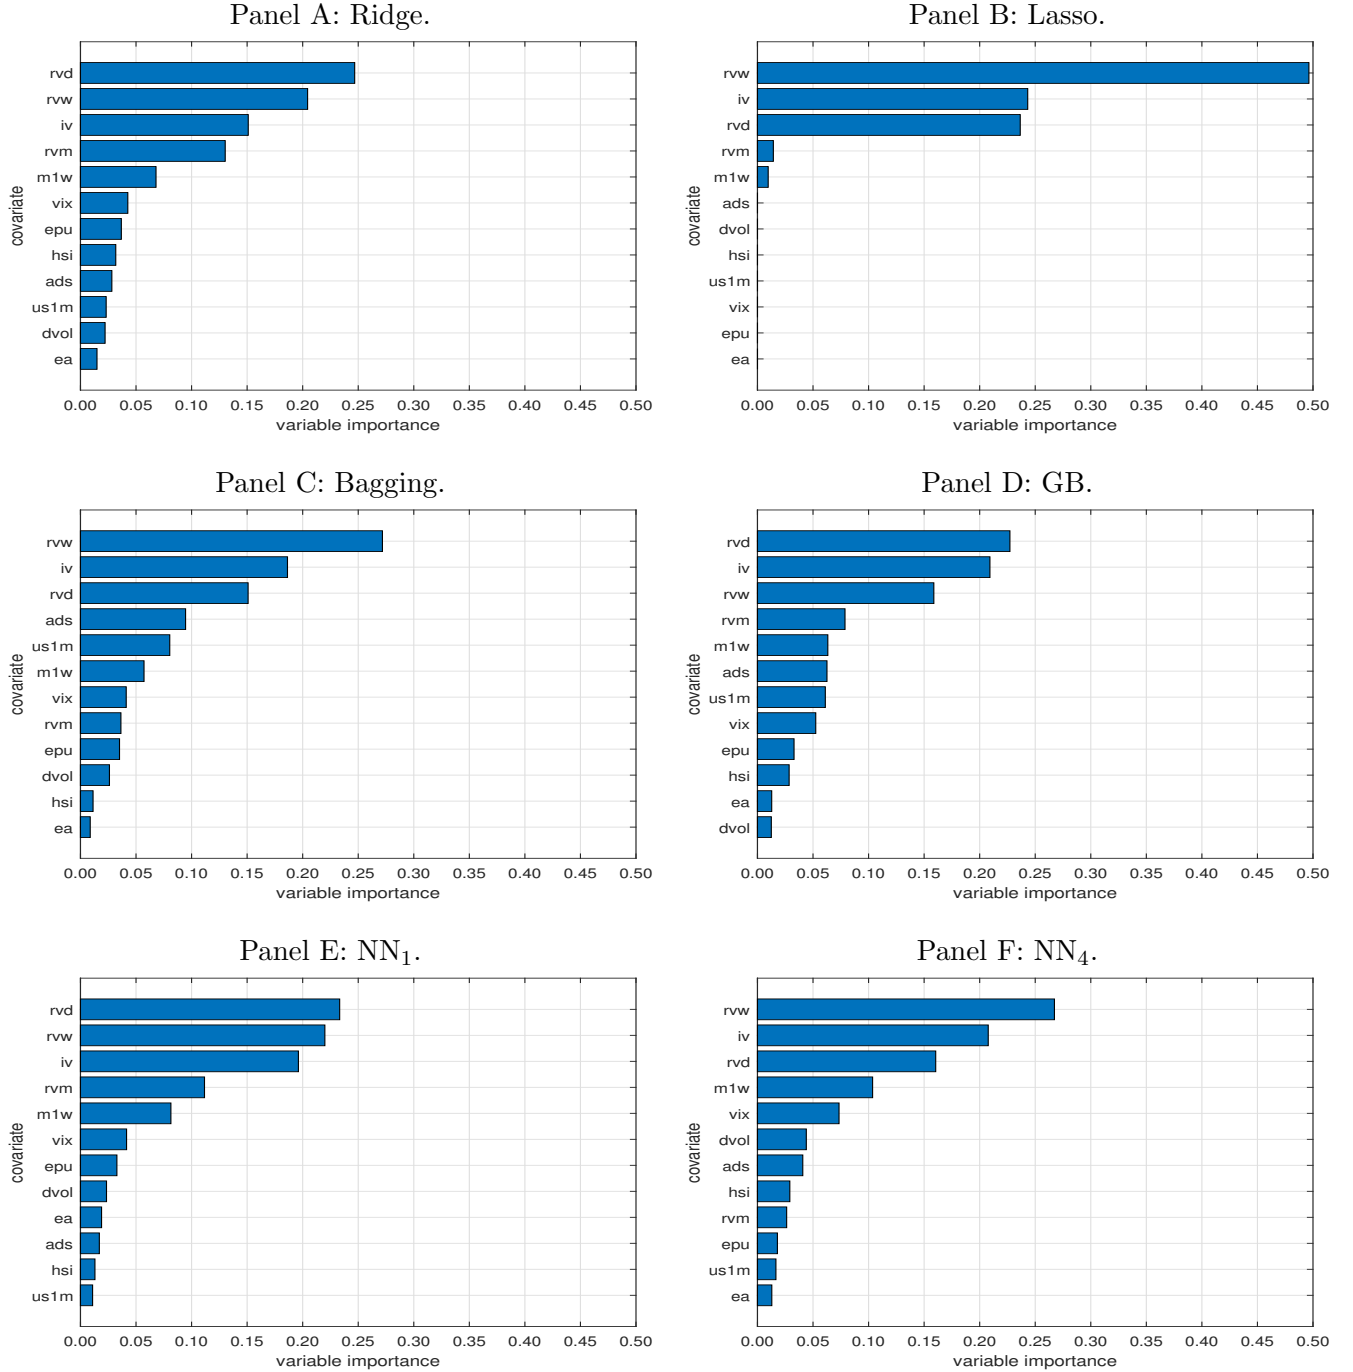 Panel A: Ridge.
rvd
rvw
iv
rvm
m1w
vix
epu
hsi
ads
us1m
dvol
ea
covariate
0.00 0.05 0.10 0.15 0.20 0.25 0.30 0.35 0.40 0.45 0.50
variable importance
Panel B: Lasso.
rvw
iv
rvd
rvm
m1w
ads
dvol
hsi
us1m
vix
epu
ea
covariate
0.00 0.05 0.10 0.15 0.20 0.25 0.30 0.35 0.40 0.45 0.50
variable importance
Panel C: Bagging.
rvw
iv
rvd
ads
us1m
m1w
vix
rvm
epu
dvol
hsi
ea
covariate
0.00 0.05 0.10 0.15 0.20 0.25 0.30 0.35 0.40 0.45 0.50
variable importance
Panel D: GB.
rvd
iv
rvw
rvm
m1w
ads
us1m
vix
epu
hsi
ea
dvol
covariate
0.00 0.05 0.10 0.15 0.20 0.25 0.30 0.35 0.40 0.45 0.50
variable importance
Panel E: NN₁.
rvd
rvw
iv
rvm
m1w
vix
epu
dvol
ea
ads
hsi
us1m
covariate
0.00 0.05 0.10 0.15 0.20 0.25 0.30 0.35 0.40 0.45 0.50
variable importance
Panel F: NN₄.
rvw
iv
rvd
m1w
vix
dvol
ads
hsi
rvm
epu
us1m
ea
covariate
0.00 0.05 0.10 0.15 0.20 0.25 0.30 0.35 0.40 0.45 0.50
variable importance